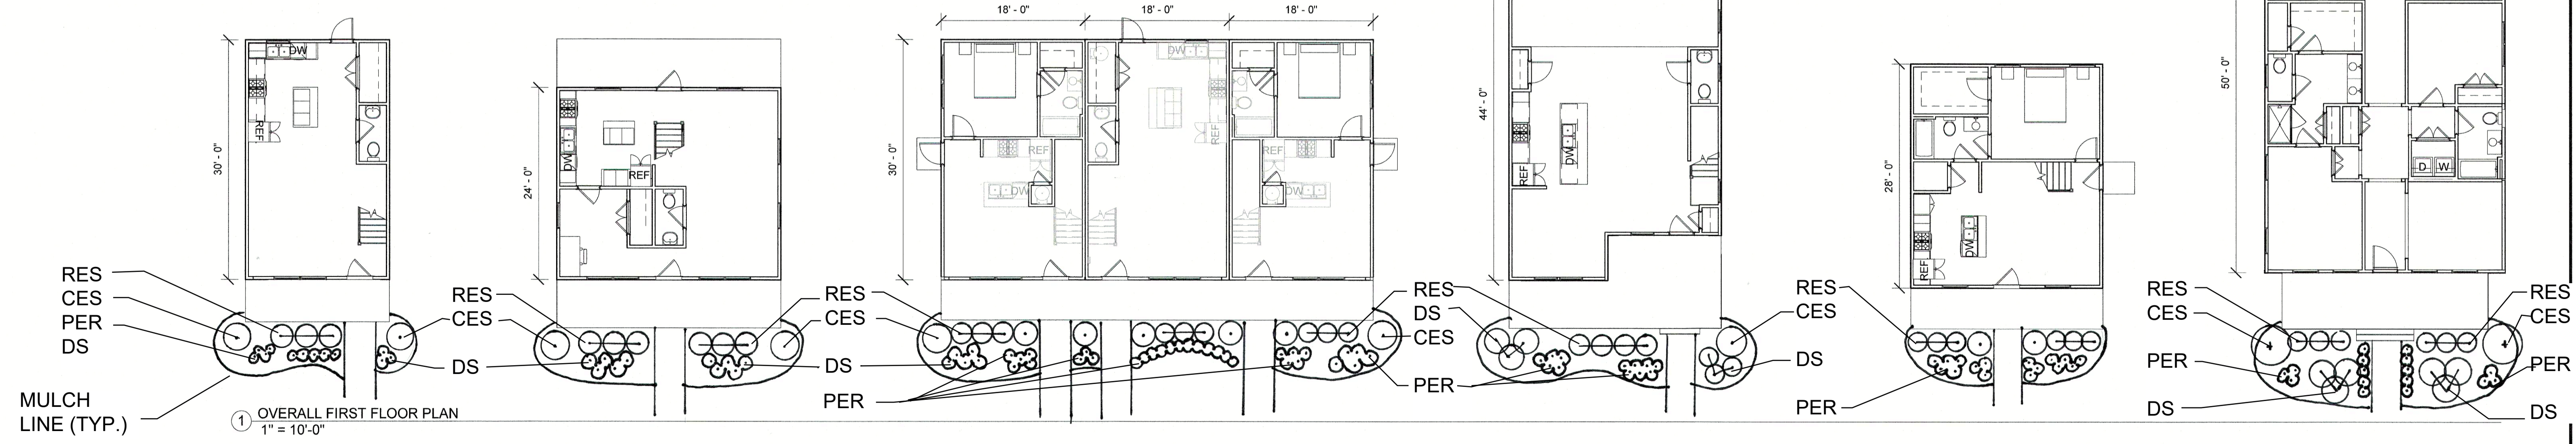 30' - 0"
DW
REF
RES
CES
PER
DS
MULCH
LINE (TYP.)
1
OVERALL FIRST FLOOR PLAN
1" = 10'-0"
24' - 0"
DW
REF
RES
CES
DS
RES
CES
DS
PER
18' - 0"
18' - 0"
18' - 0"
30' - 0"
REF
DW
DW
REF
REF
DW
RES
DS
CES
PER
44' - 0"
DW
REF
CES
DS
28' - 0"
DW
REF
RES
CES
PER
50' - 0"
D
W
RES
CES
PER
DS
RES
CES
PER
DS